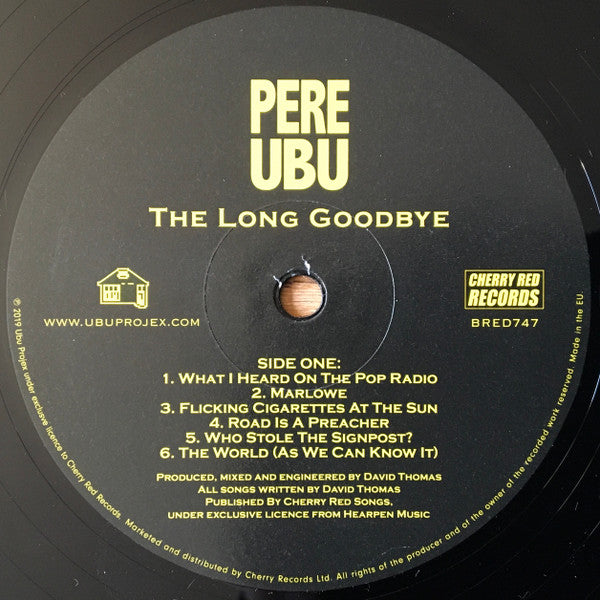 PERE
UBU
THE LONG GOODBYE
WWW.UBUPROJEX.COM
CHERRY RED
RECORDS
BRED747
SIDE ONE:
1. WHAT I HEARD ON THE POP RADIO
2. MARLOWE
3. FLICKING CIGARETTES AT THE SUN
4. ROAD IS A PREACHER
5. WHO STOLE THE SIGNPOST?
6. THE WORLD (AS WE CAN KNOW IT)
PRODUCED, MIXED AND ENGINEERED BY DAVID THOMAS
ALL SONGS WRITTEN BY DAVID THOMAS
PUBLISHED BY CHERRY RED SONGS,
UNDER EXCLUSIVE LICENCE FROM HEARPEN MUSIC
℗ 2019 Ubu Projex under exclusive licence to Cherry Red Records. Marketed and distributed by Cherry Records Ltd. All rights of the producer and of the owner of the recorded work reserved. Made in the EU.